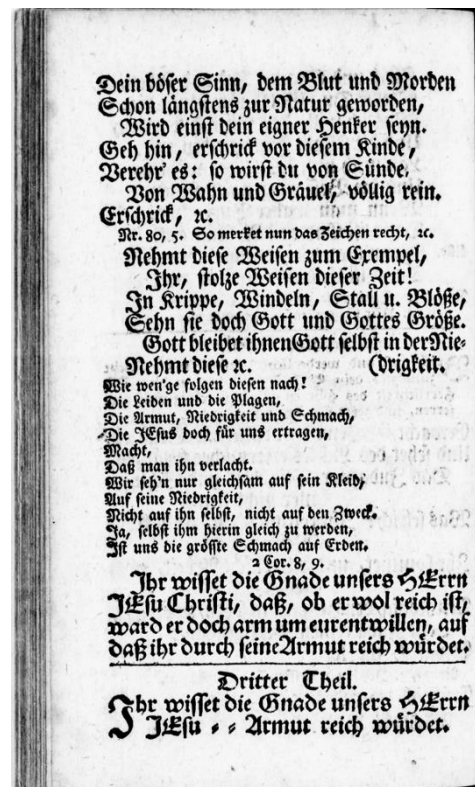 Dein böser Sinn, dem Blut und Morden
Schon längstens zur Natur geworden,
Wird einst dein eigner Henker seyn.
Geh hin, erschrick vor diesem Kinde,
Verehr' es: so wirst du von Sünde,
Von Wahn und Gräuel, völlig rein.
Erschrick, ꝛc.
Nr. 80, 5. So merket nun das Zeichen recht, ꝛc.
Nehmt diese Weisen zum Exempel,
Ihr, stolze Weisen dieser Zeit!
In Krippe, Windeln, Stall u. Blöße,
Sehn sie doch Gott und Gottes Größe.
Gott bleibet ihnen Gott selbst in der Nie-
Nehmt diese ꝛc. (drigkeit.
Wie wen'ge folgen diesen nach!
Die Leiden und die Plagen,
Die Armut, Niedrigkeit und Schmach,
Die JEsus doch für uns ertragen,
Macht,
Daß man ihn verlacht.
Wir seh'n nur gleichsam auf sein Kleid,
Auf seine Niedrigkeit,
Nicht auf ihn selbst, nicht auf den Zweck.
Ja, selbst ihm hierin gleich zu werden,
Ist uns die grösste Schmach auf Erden.
2 Cor. 8, 9.
Ihr wisset die Gnade unsers HErrn
JEsu Christi, daß, ob er wol reich ist,
ward er doch arm um eurentwillen, auf
daß ihr durch seine Armut reich würdet.
Dritter Theil.
Ihr wisset die Gnade unsers HErrn
JEsu ⸗ ⸗ Armut reich würdet.